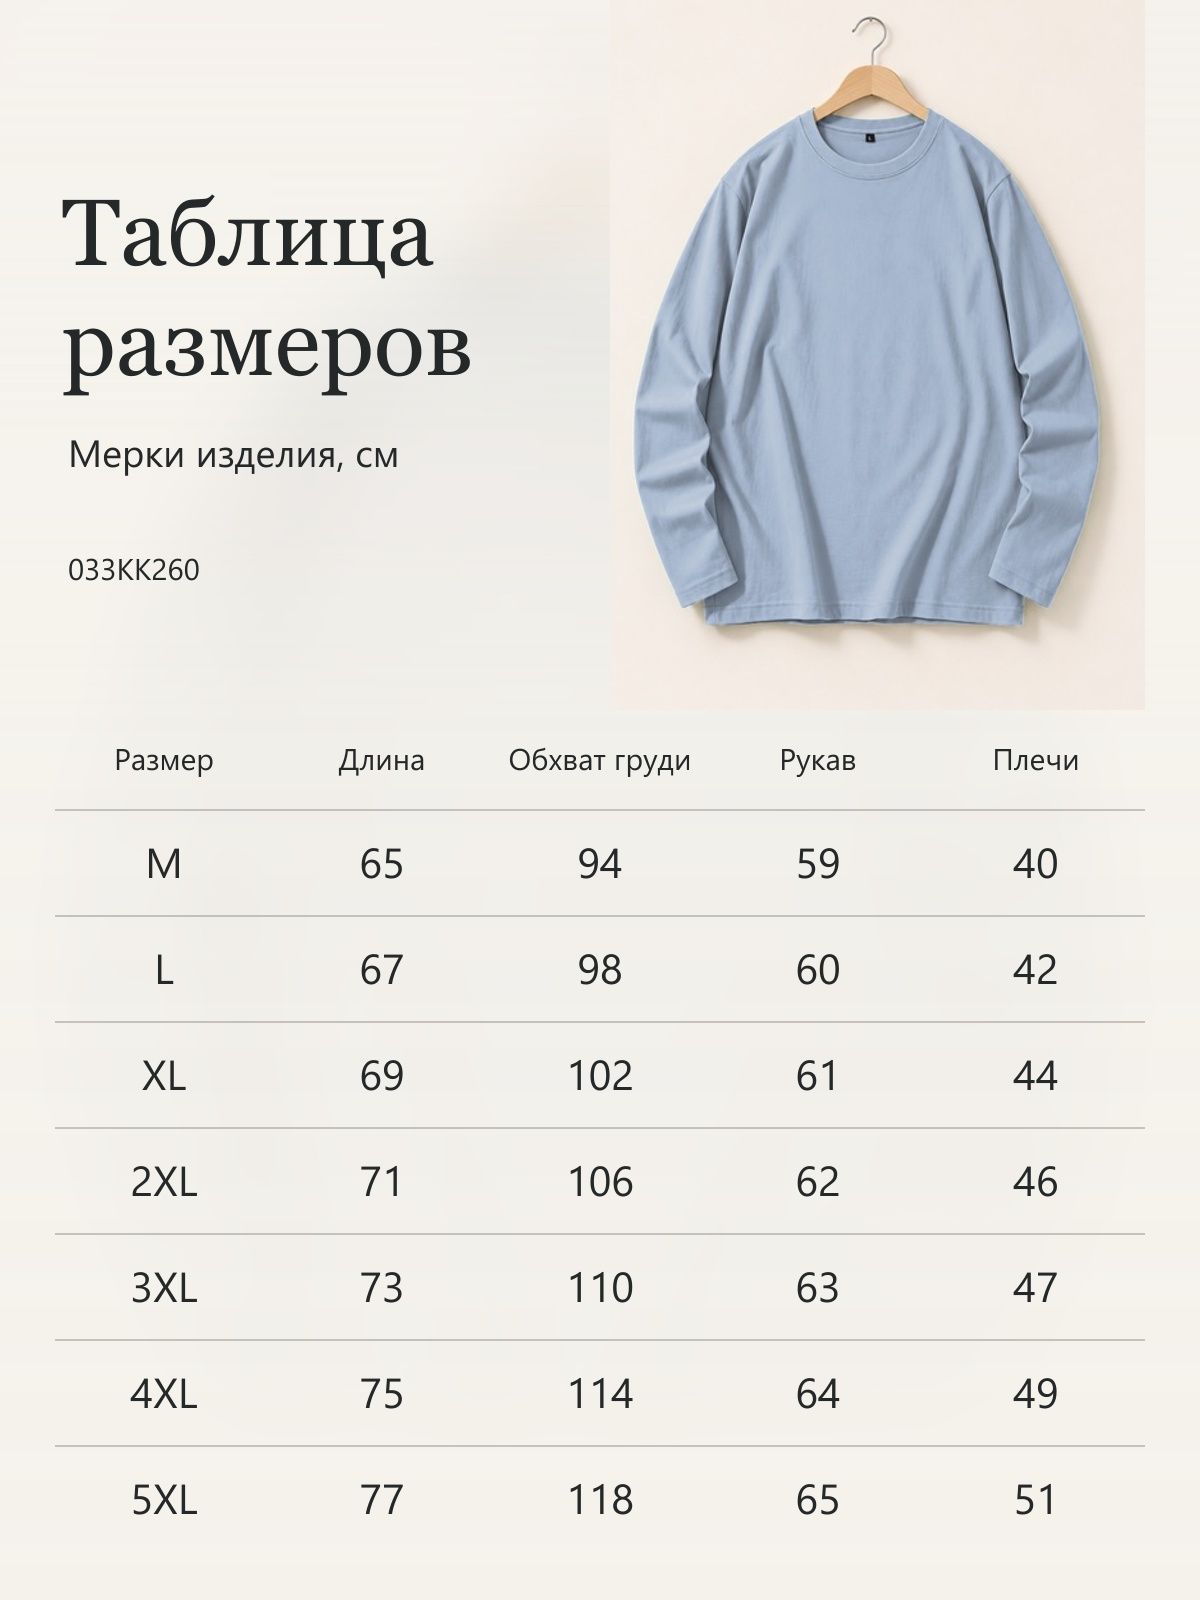 Таблица
размеров
Мерки изделия, см
033КК260
Размер Длина Обхват груди Рукав Плечи
M 65 94 59 40
L 67 98 60 42
XL 69 102 61 44
2XL 71 106 62 46
3XL 73 110 63 47
4XL 75 114 64 49
5XL 77 118 65 51